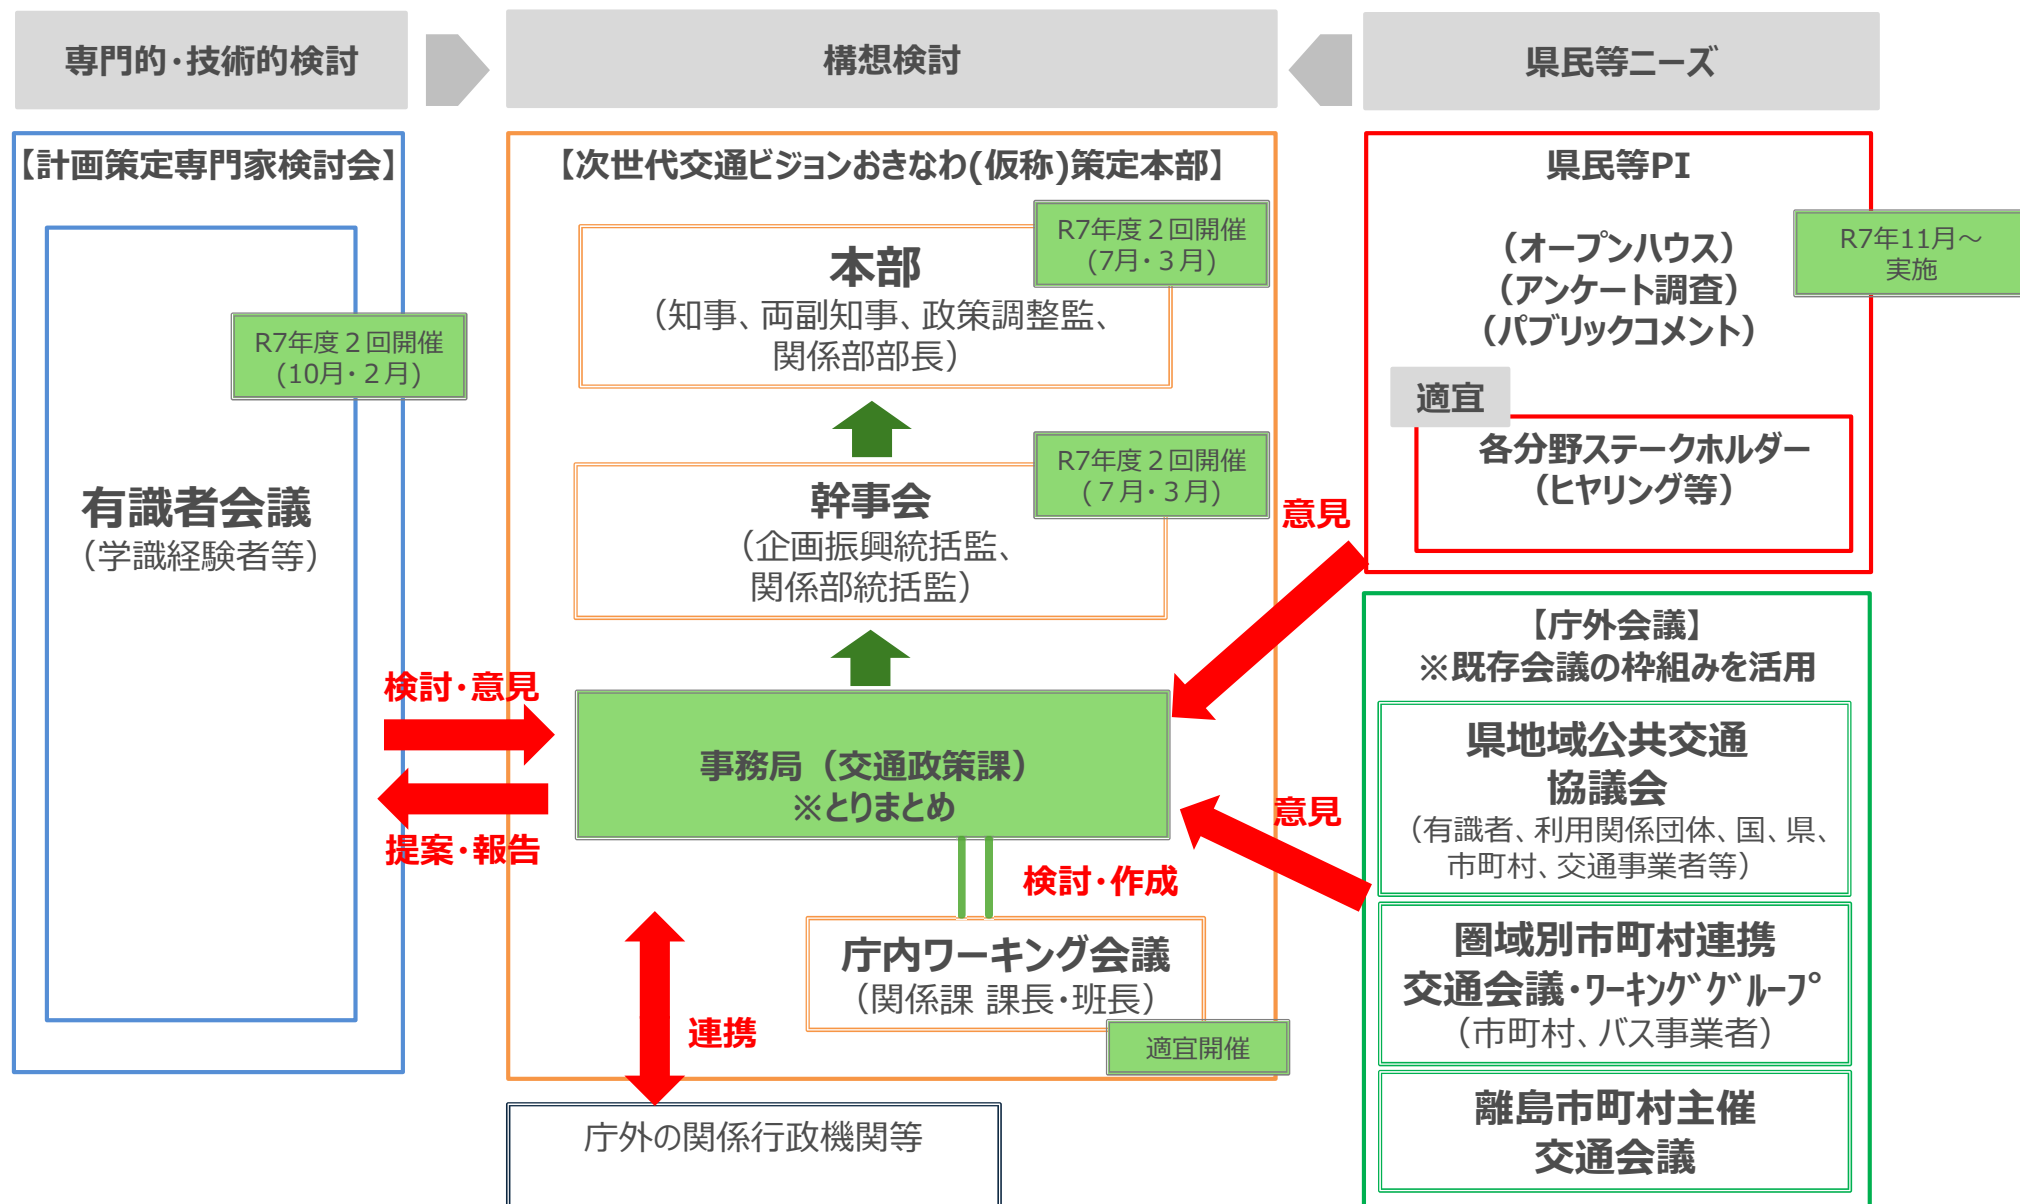 専門的・技術的検討
構想検討
県民等ニーズ
【計画策定専門家検討会】
有識者会議
（学識経験者等）
R7年度２回開催
(10月・２月)
検討・意見
提案・報告
【次世代交通ビジョンおきなわ(仮称)策定本部】
本部
（知事、両副知事、政策調整監、
関係部部長）
R7年度２回開催
(7月・３月)
幹事会
（企画振興統括監、
関係部統括監）
R7年度２回開催
(７月・３月)
事務局（交通政策課）
※とりまとめ
検討・作成
庁内ワーキング会議
（関係課 課長・班長）
適宜開催
連携
庁外の関係行政機関等
県民等PI
（オープンハウス）
（アンケート調査）
（パブリックコメント）
R7年11月～
実施
適宜
各分野ステークホルダー
（ヒヤリング等）
意見
【庁外会議】
※既存会議の枠組みを活用
県地域公共交通
協議会
（有識者、利用関係団体、国、県、
市町村、交通事業者等）
意見
圏域別市町村連携
交通会議・ﾜｰｷﾝｸﾞｸﾞﾙｰﾌﾟ
（市町村、バス事業者）
離島市町村主催
交通会議